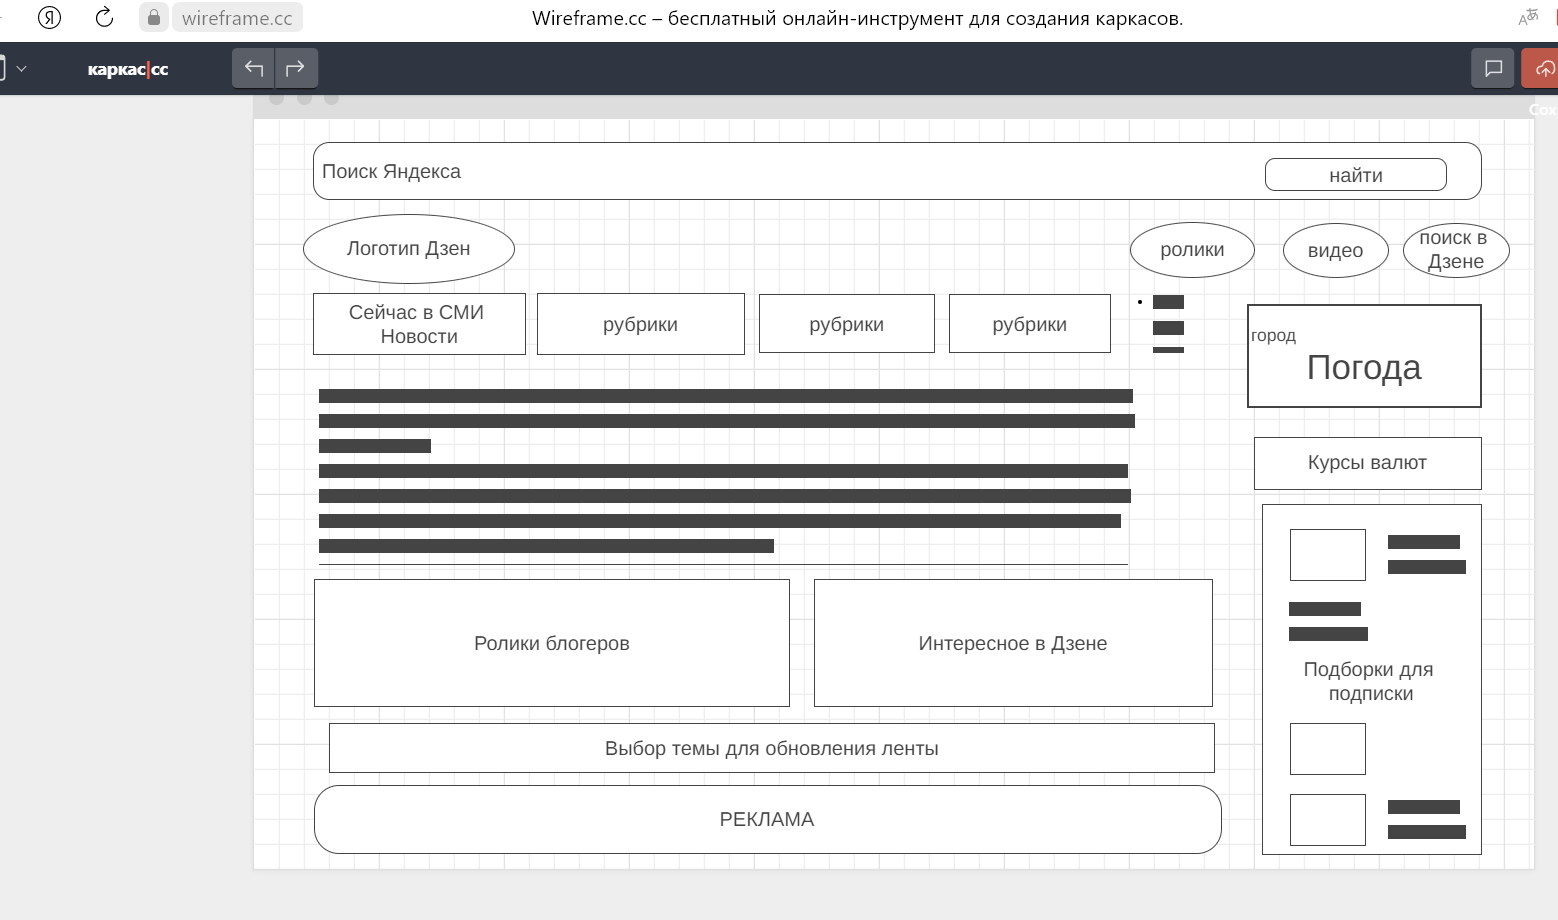 wireframe.cc
Wireframe.cc – бесплатный онлайн-инструмент для создания каркасов.
каркас|cc
Сох
Поиск Яндекса
найти
Логотип Дзен
ролики
видео
поиск в
Дзене
Сейчас в СМИ
Новости
рубрики
рубрики
рубрики
город
Погода
Курсы валют
Ролики блогеров
Интересное в Дзене
Подборки для
подписки
Выбор темы для обновления ленты
РЕКЛАМА